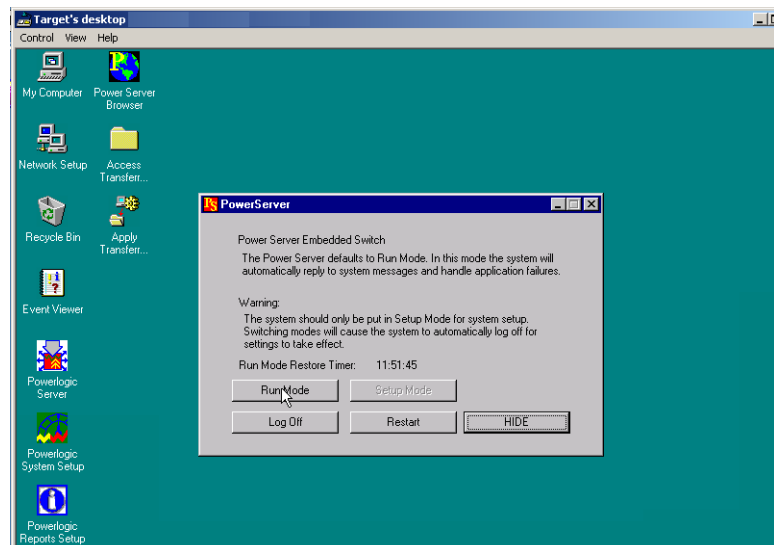 Target's desktop
Control View Help
My Computer
Power Server
Browser
Network Setup
Access
Transferr...
Recycle Bin
Apply
Transferr...
Event Viewer
Powerlogic
Server
Powerlogic
System Setup
Powerlogic
Reports Setup
PowerServer
Power Server Embedded Switch
The Power Server defaults to Run Mode. In this mode the system will
automatically reply to system messages and handle application failures.
Warning:
The system should only be put in Setup Mode for system setup.
Switching modes will cause the system to automatically log off for
settings to take effect.
Run Mode Restore Timer: 11:51:45
Run Mode
Setup Mode
Log Off
Restart
HIDE